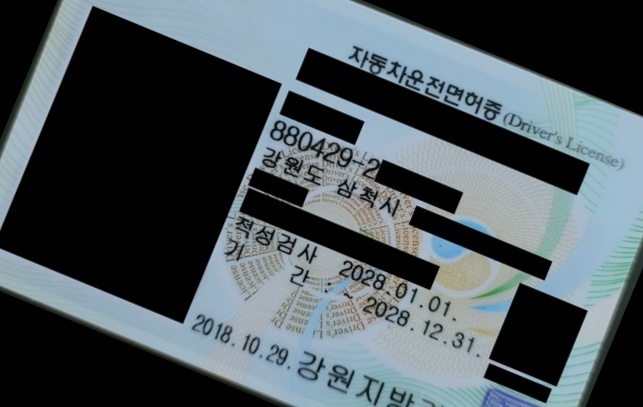 자동차운전면허증 (Driver's License)
880429-2
강원도 삼척시
적성검사 2028.01.01.
기 간 : ~ 2028.12.31.
2018.10.29. 강원지방